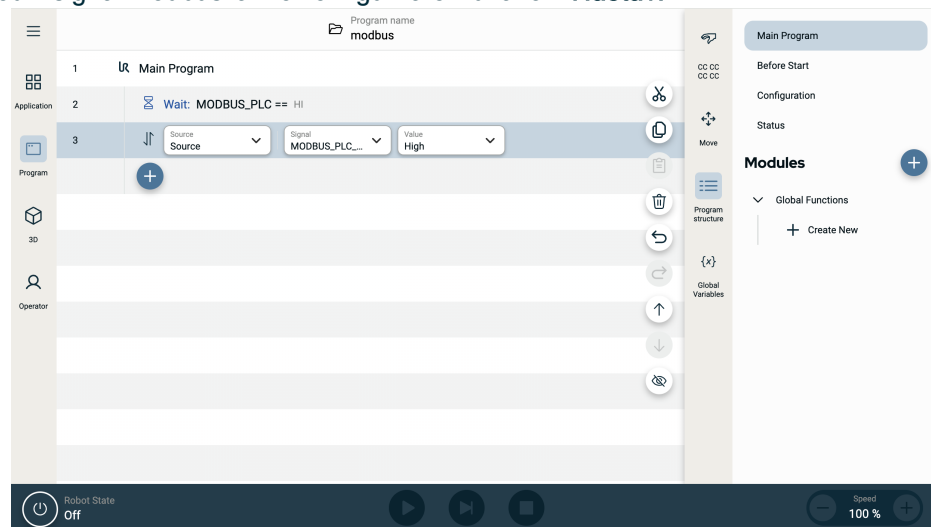 Program name
modbus
Application
Program
3D
Operator
1 Main Program
2 Wait: MODBUS_PLC == HI
3
Source
Source
Signal
MODBUS_PLC_...
Value
High
CC CC
CC CC
Move
Program
structure
{x}
Global
Variables
Main Program
Before Start
Configuration
Status
Modules
Global Functions
Create New
Robot State
Off
Speed
100 %